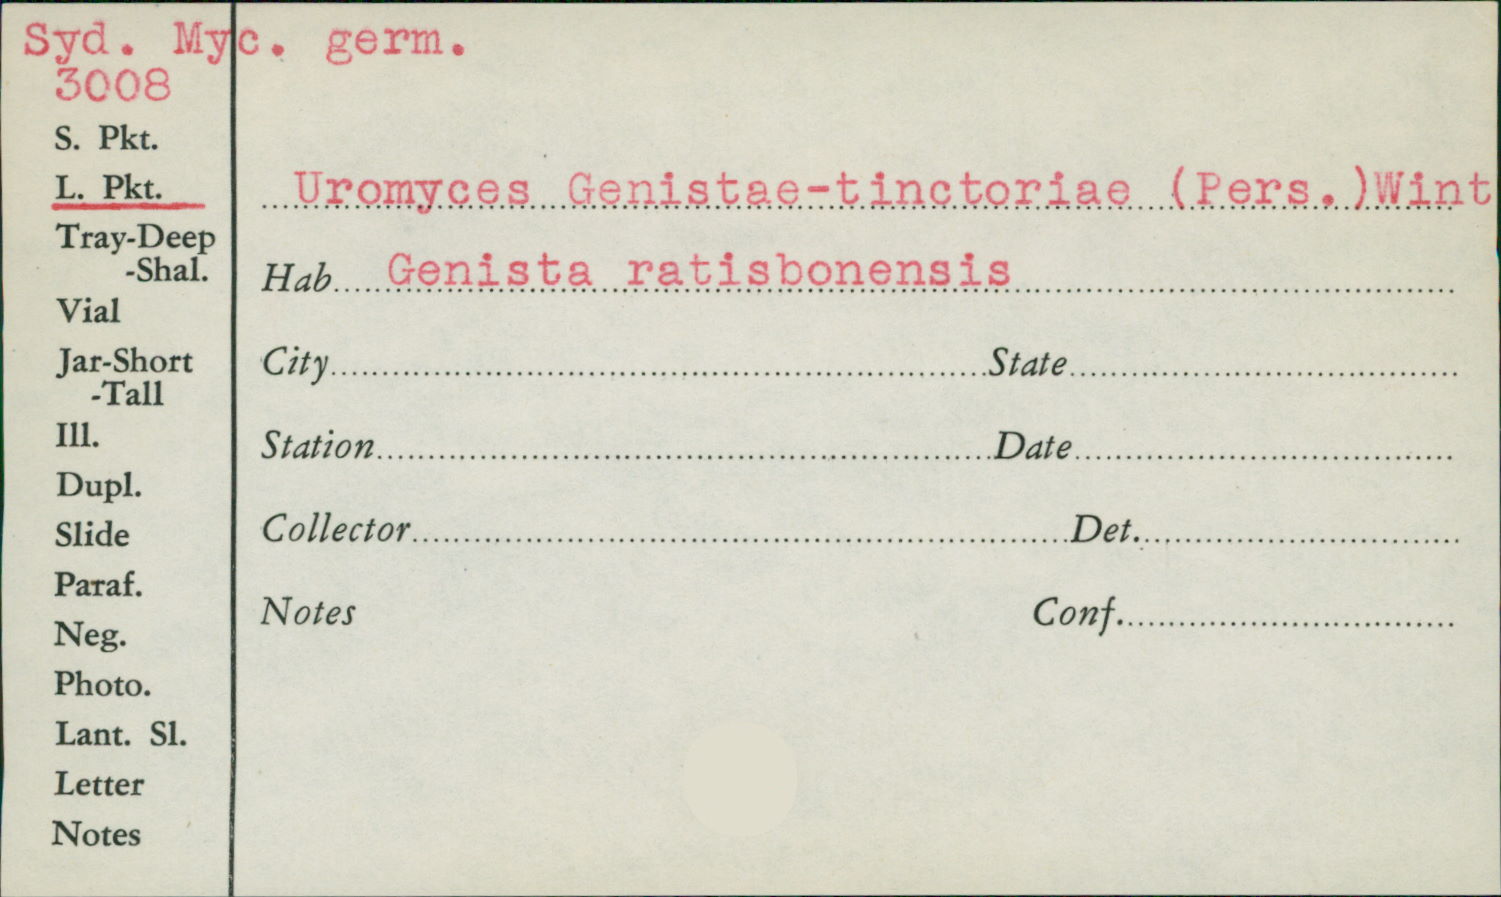 Syd. Myc. germ.
3008
S. Pkt.
L. Pkt.
Tray-Deep
-Shal.
Vial
Jar-Short
-Tall
Ill.
Dupl.
Slide
Paraf.
Neg.
Photo.
Lant. Sl.
Letter
Notes
Uromyces Genistae-tinctoriae (Pers.)Wint
Hab. Genista ratisbonensis
City State
Station Date
Collector Det.
Notes Conf.